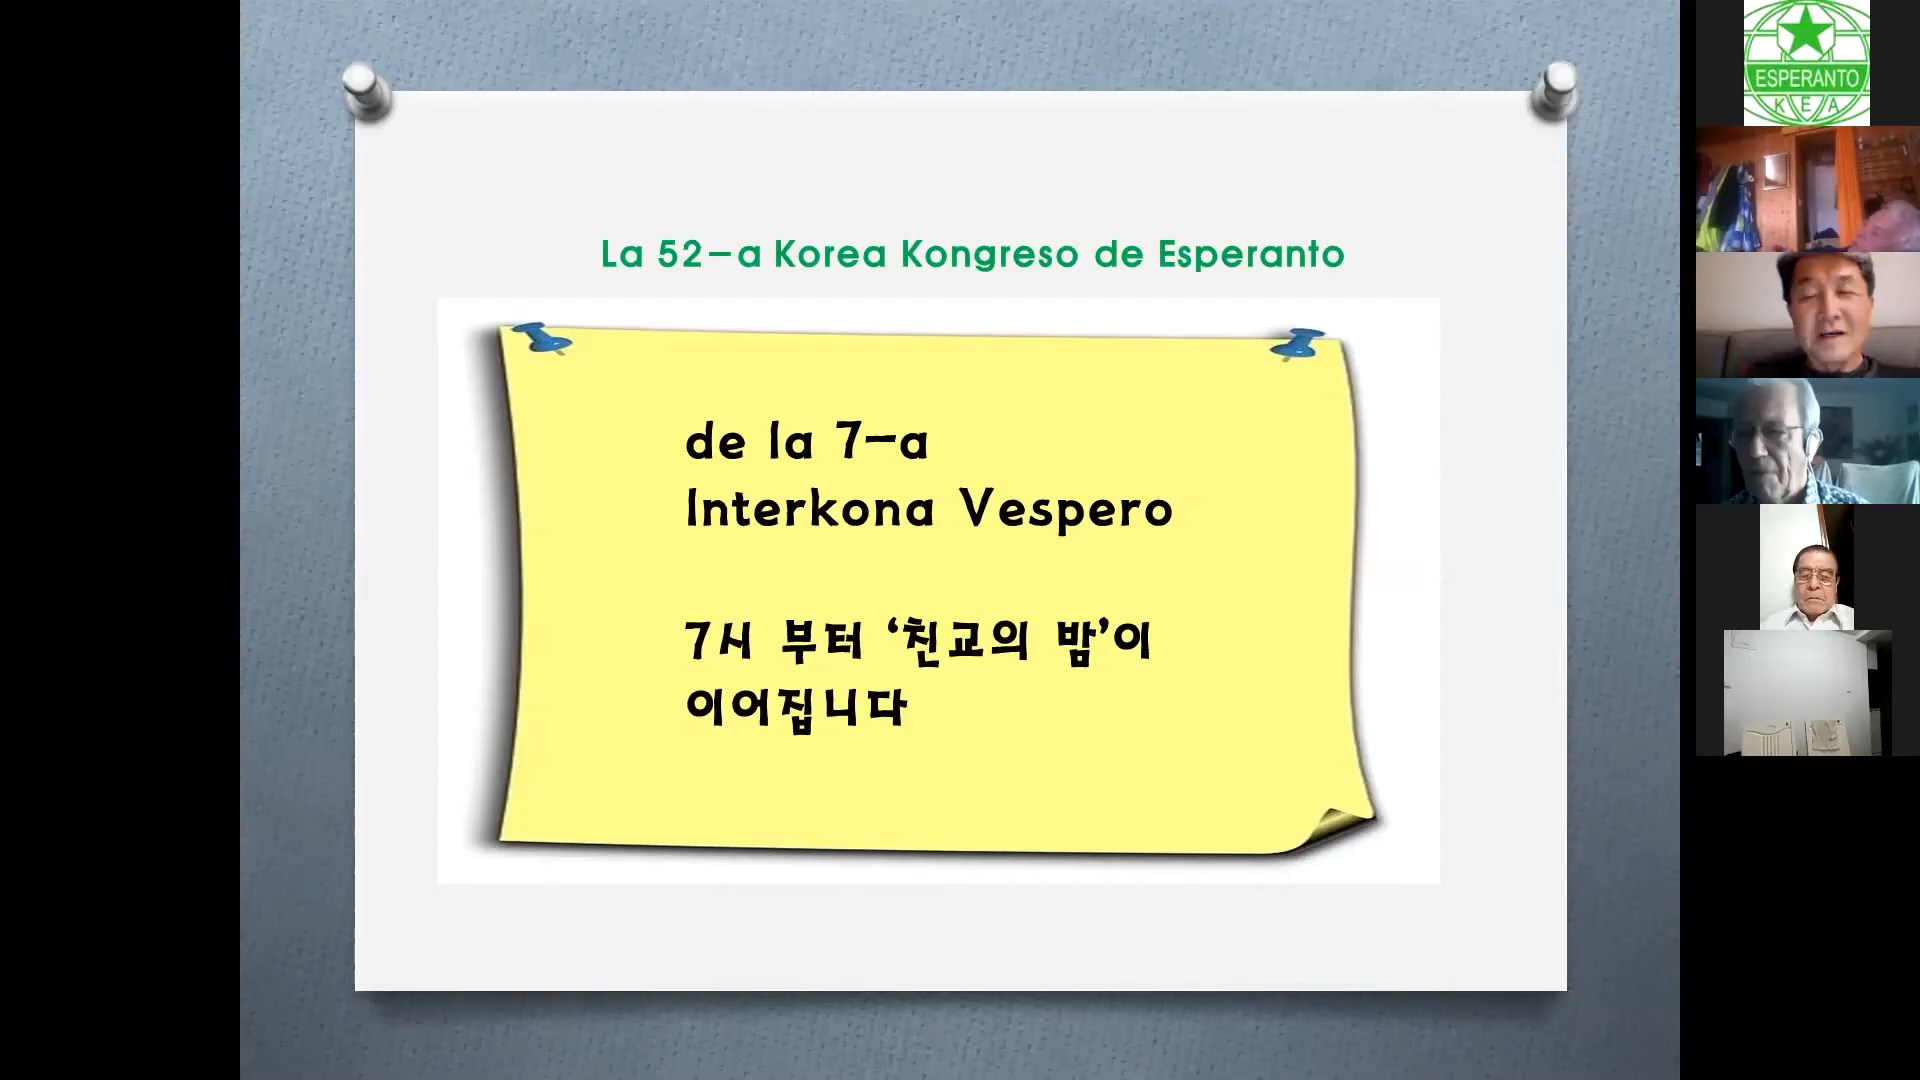 La 52-a Korea Kongreso de Esperanto
de la 7-a
Interkona Vespero
7시 부터 ‘친교의 밤’이
이어집니다
ESPERANTO
K E A